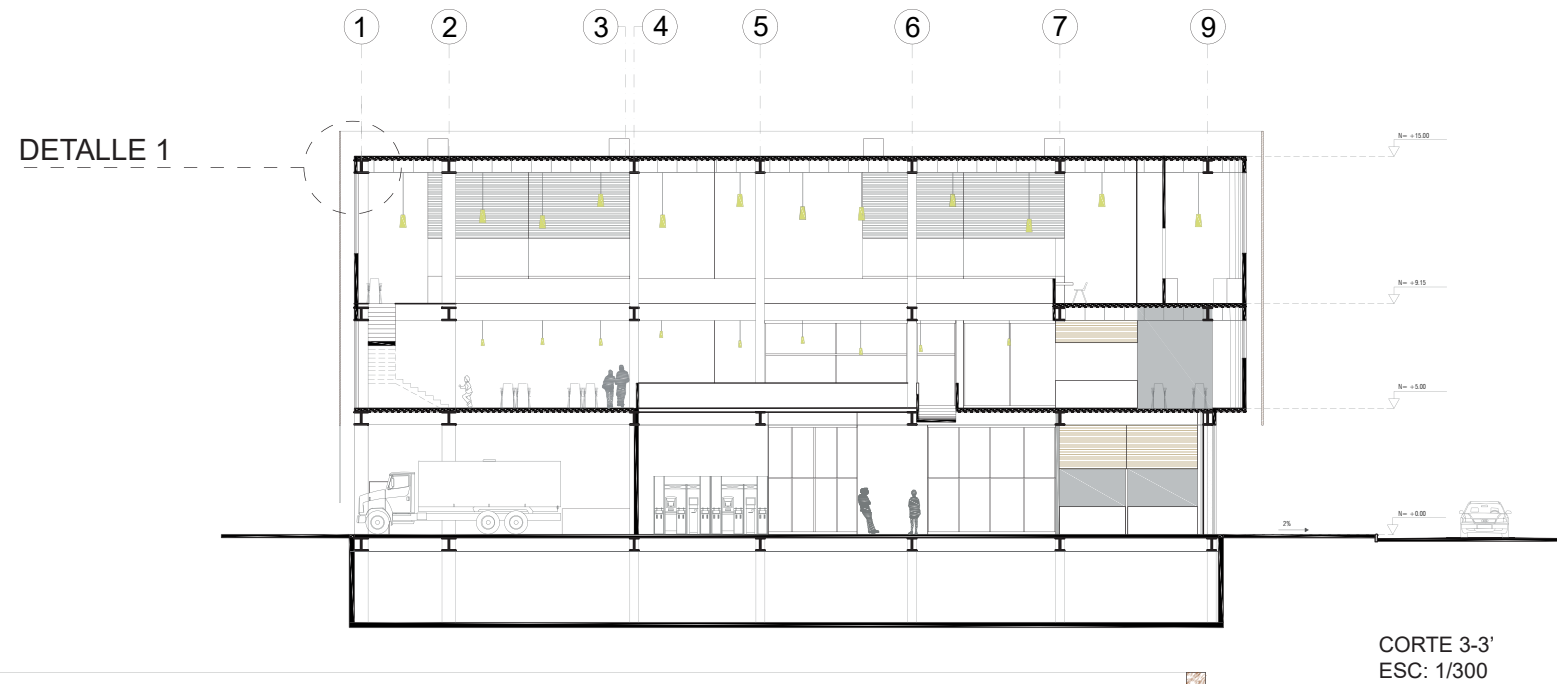 1 2 3 4 5 6 7 9
DETALLE 1
N= +15.00
N= +9.15
N= +5.00
N= +0.00
2%
CORTE 3-3’
ESC: 1/300